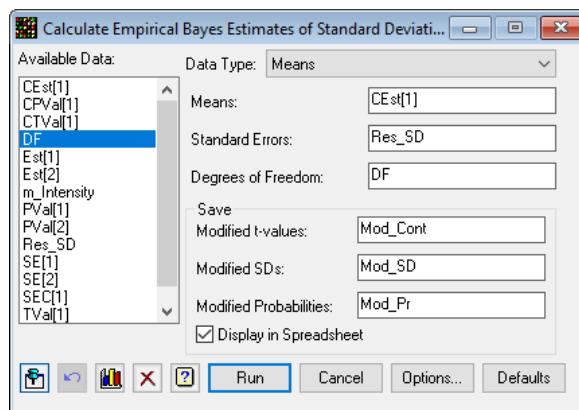 Calculate Empirical Bayes Estimates of Standard Deviati...
Available Data:
CEst[1]
CPVal[1]
CTVal[1]
DF
Est[1]
Est[2]
m_Intensity
PVal[1]
PVal[2]
Res_SD
SE[1]
SE[2]
SEC[1]
TVal[1]
Data Type: Means
Means: CEst[1]
Standard Errors: Res_SD
Degrees of Freedom: DF
Save
Modified t-values: Mod_Cont
Modified SDs: Mod_SD
Modified Probabilities: Mod_Pr
Display in Spreadsheet
? Run Cancel Options... Defaults